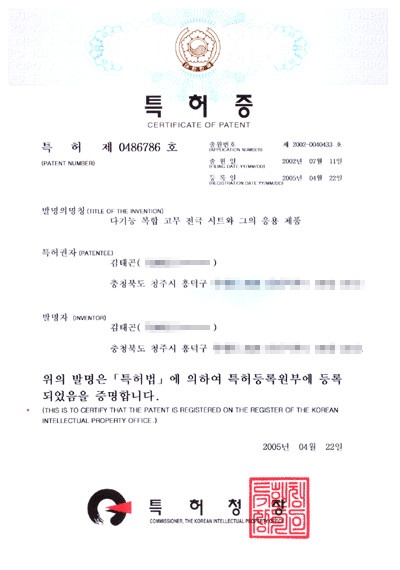 특허증
CERTIFICATE OF PATENT
특 허 제 0486786 호
(PATENT NUMBER)
출원번호 제 2002-0040433 호
(APPLICATION NUMBER)
출 원 일 2002년 07월 11일
(FILING DATE:YY/MM/DD)
등 록 일 2005년 04월 22일
(REGISTRATION DATE:YY/MM/DD)
발명의명칭 (TITLE OF THE INVENTION)
다기능 복합 고무 전극 시트와 그의 응용 제품
특허권자 (PATENTEE)
김태곤( )
충청북도 청주시 흥덕구
발명자 (INVENTOR)
김태곤( )
충청북도 청주시 흥덕구
위의 발명은 「특허법」에 의하여 특허등록원부에 등록
되었음을 증명합니다.
(THIS IS TO CERTIFY THAT THE PATENT IS REGISTERED ON THE REGISTER OF THE KOREAN
INTELLECTUAL PROPERTY OFFICE.)
2005년 04월 22일
특허청장
COMMISSIONER, THE KOREAN INTELLECTUAL PROPERTY OFFICE